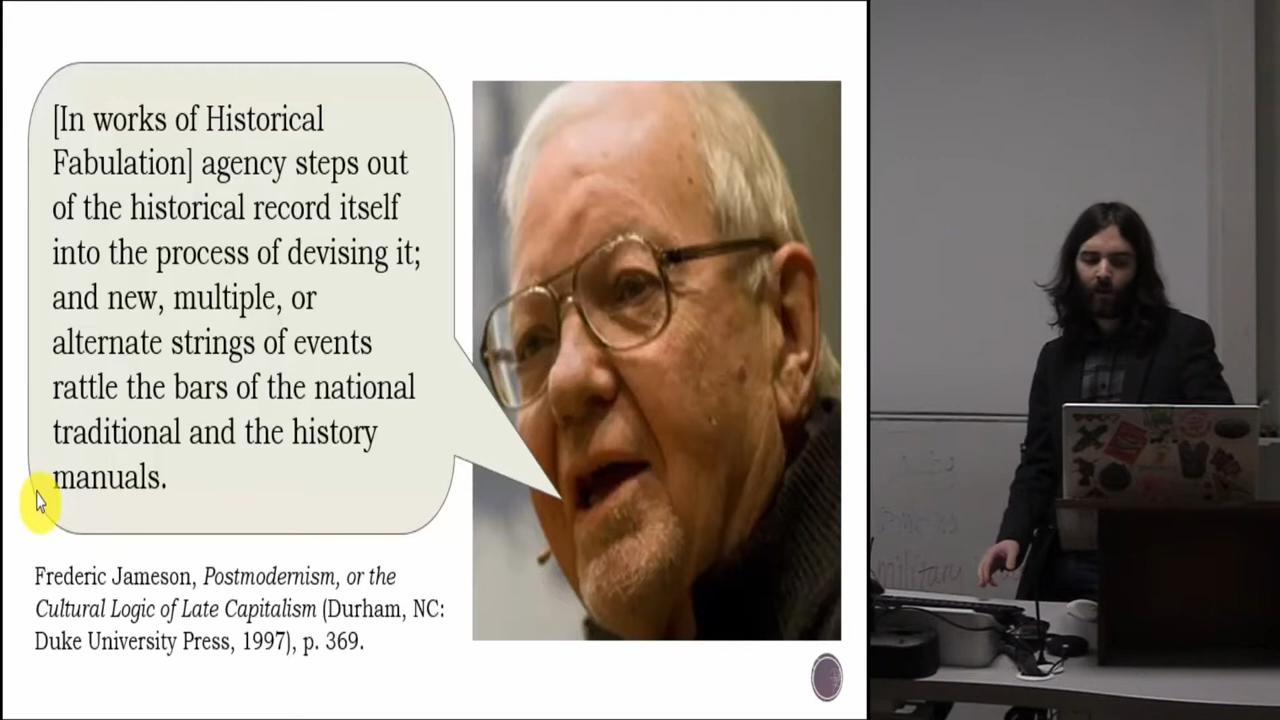 [In works of Historical
Fabulation] agency steps out
of the historical record itself
into the process of devising it;
and new, multiple, or
alternate strings of events
rattle the bars of the national
traditional and the history
manuals.
Frederic Jameson, Postmodernism, or the
Cultural Logic of Late Capitalism (Durham, NC:
Duke University Press, 1997), p. 369.
military